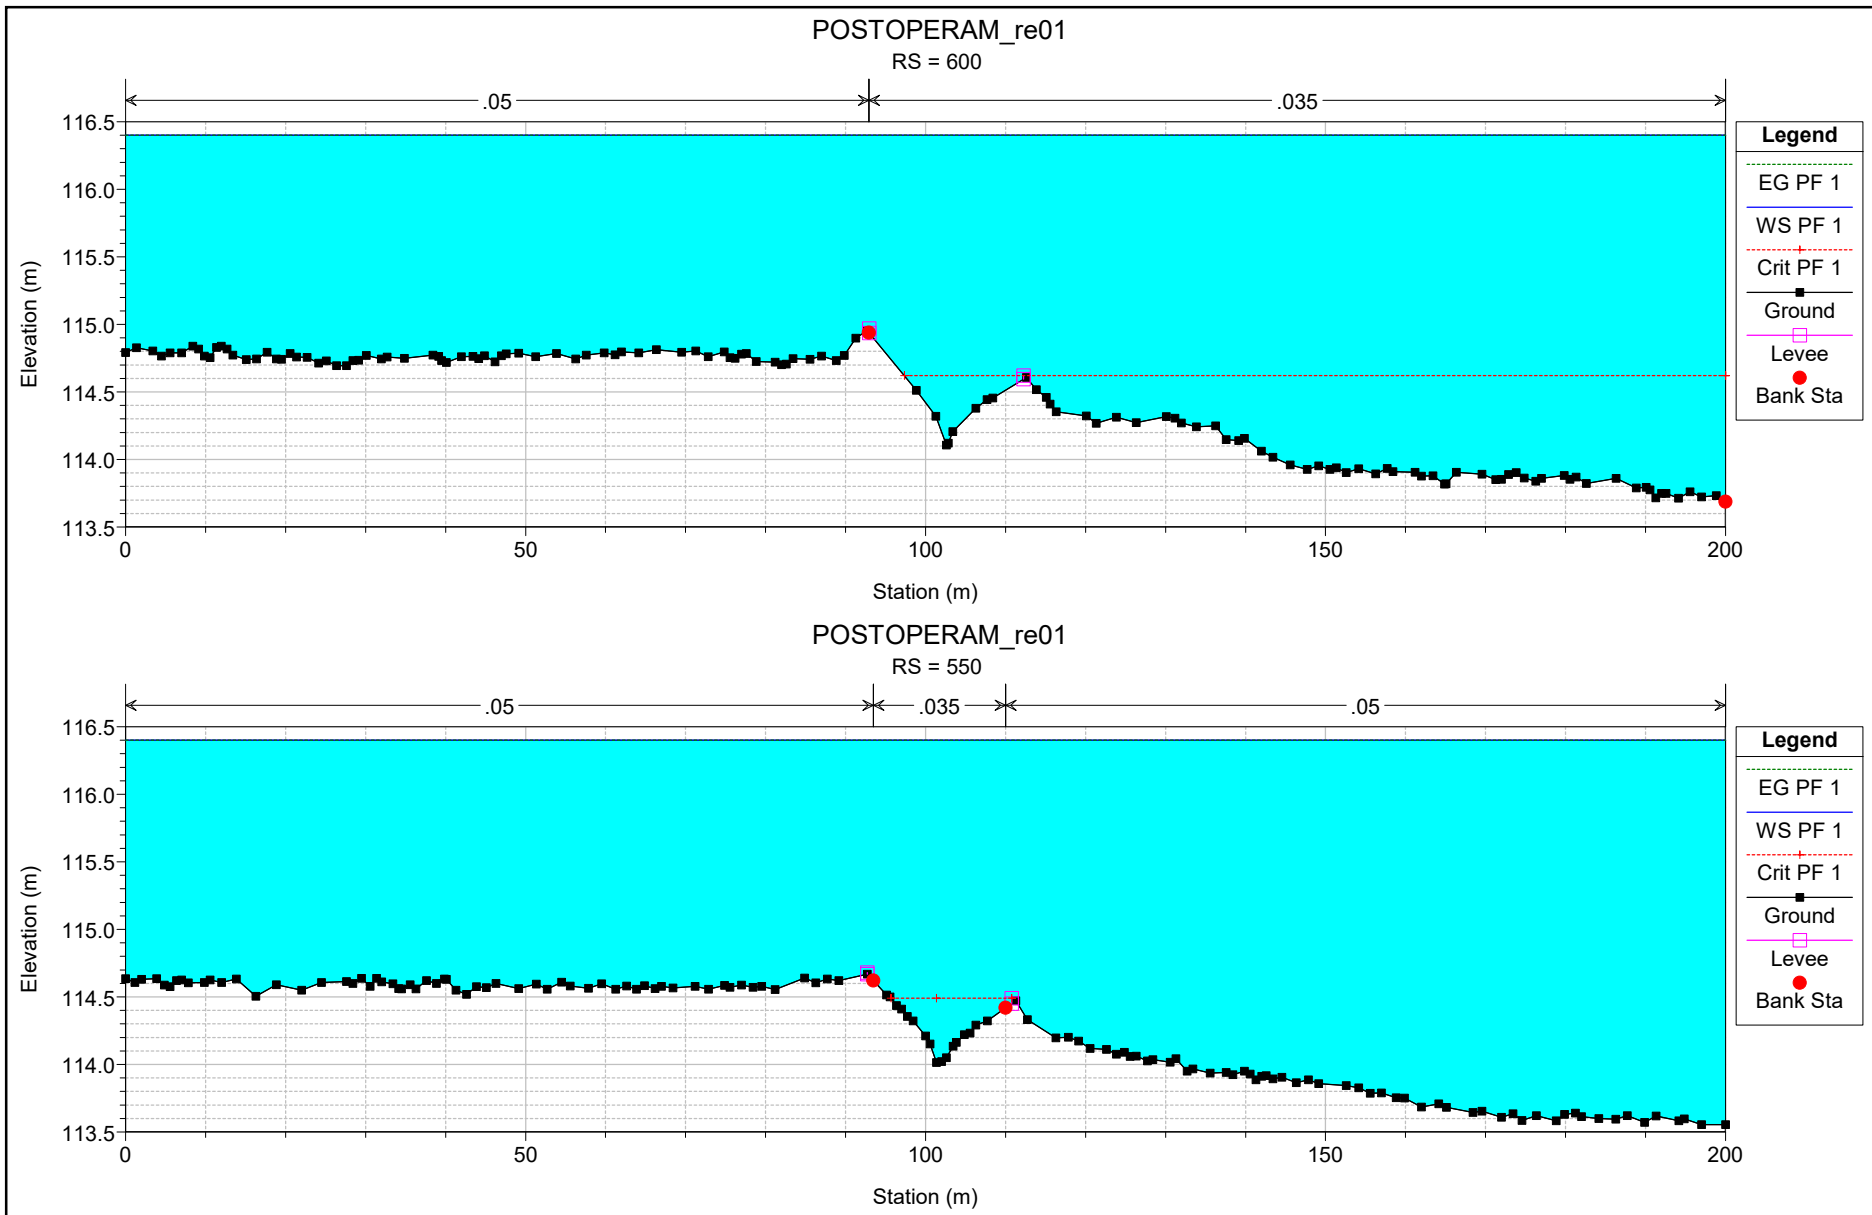 POSTOPERAM_re01
RS = 600
.05 .035
116.5
116.0
115.5
115.0
114.5
114.0
113.5
Elevation (m)
0 50 100 150 200
Station (m)
Legend
EG PF 1
WS PF 1
Crit PF 1
Ground
Levee
Bank Sta
POSTOPERAM_re01
RS = 550
.05 .035 .05
116.5
116.0
115.5
115.0
114.5
114.0
113.5
Elevation (m)
0 50 100 150 200
Station (m)
Legend
EG PF 1
WS PF 1
Crit PF 1
Ground
Levee
Bank Sta